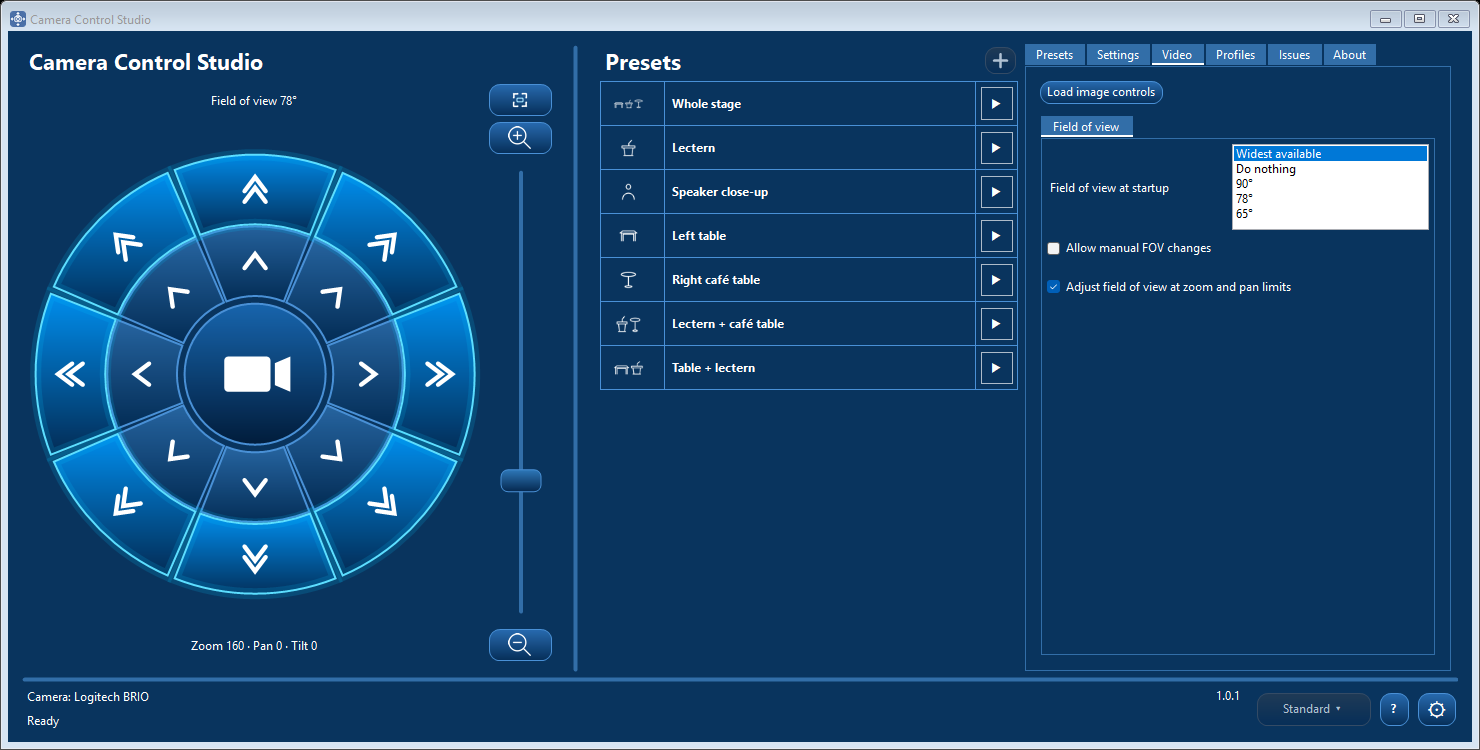 Camera Control Studio
Camera Control Studio
Field of view 78°
Zoom 160 · Pan 0 · Tilt 0
Presets
Whole stage
Lectern
Speaker close-up
Left table
Right café table
Lectern + café table
Table + lectern
Presets Settings Video Profiles Issues About
Load image controls
Field of view
Field of view at startup
Widest available
Do nothing
90°
78°
65°
Allow manual FOV changes
Adjust field of view at zoom and pan limits
Camera: Logitech BRIO
Ready
1.0.1
Standard
?